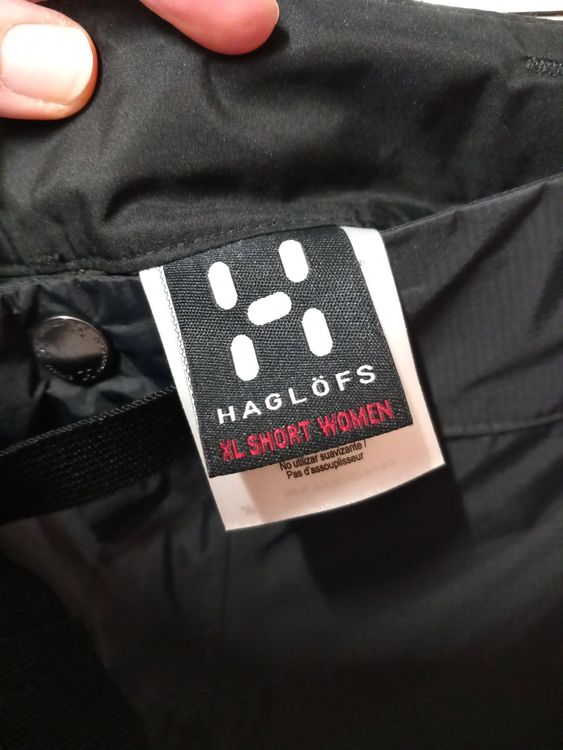 HAGLÖFS
XL SHORT WOMEN
No utilizar suavizante /
Pas d'assouplisseur